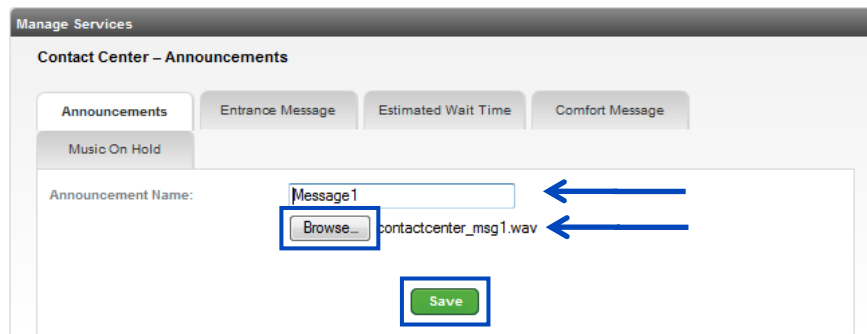 Manage Services
Contact Center – Announcements
Announcements Entrance Message Estimated Wait Time Comfort Message
Music On Hold
Announcement Name: Message1
Browse... contactcenter_msg1.wav
Save